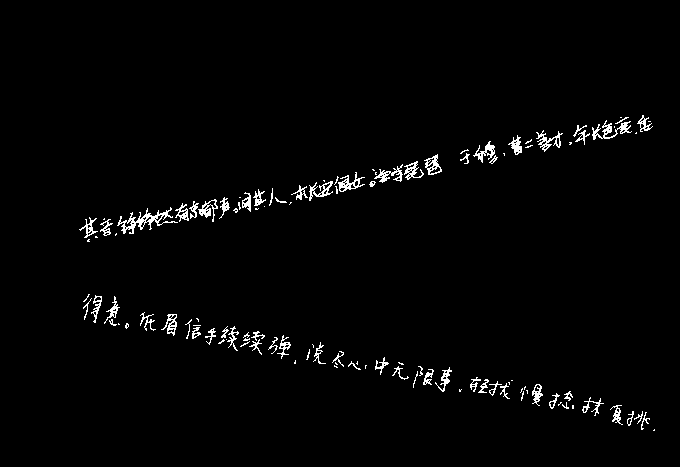 其音,铮铮然有京都声。问其人,本长安倡女。尝学琵琶于穆,曹二善才,年长色衰,委
得意。低眉信手续续弹,说尽心中无限事。轻拢慢捻抹复挑,